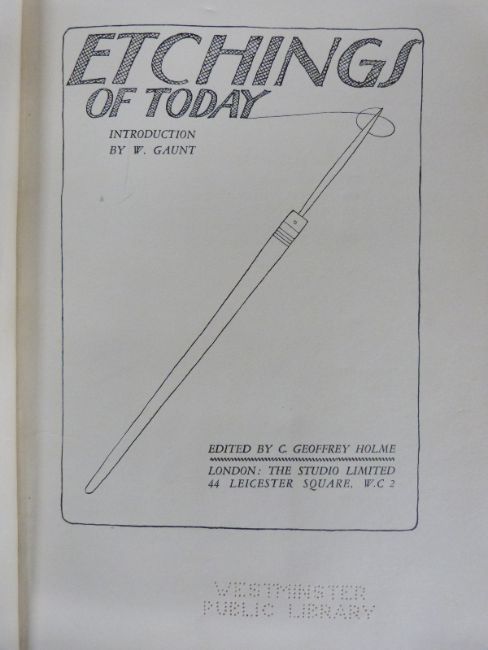 ETCHINGS
OF TODAY
INTRODUCTION
BY W. GAUNT
EDITED BY C. GEOFFREY HOLME
LONDON: THE STUDIO LIMITED
44 LEICESTER SQUARE, W.C 2
WESTMINSTER
PUBLIC LIBRARY